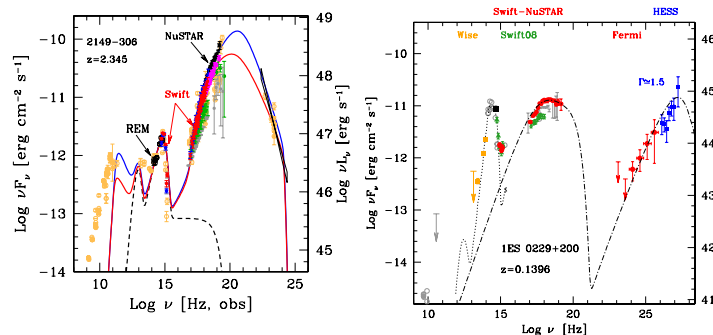 2149-306
z=2.345
NuSTAR
Swift
REM
-10
-11
-12
-13
-14
10
15
20
25
49
48
47
46
45
Log νFν [erg cm⁻² s⁻¹]
Log νLν [erg s⁻¹]
Log ν [Hz, obs]
Swift-NuSTAR
HESS
Wise
Swift08
Fermi
Γ≃1.5
1ES 0229+200
z=0.1396
-10
-11
-12
-13
-14
10
15
20
25
46
45
44
43
42
41
Log νFν [erg cm⁻² s⁻¹]
Log ν [Hz]